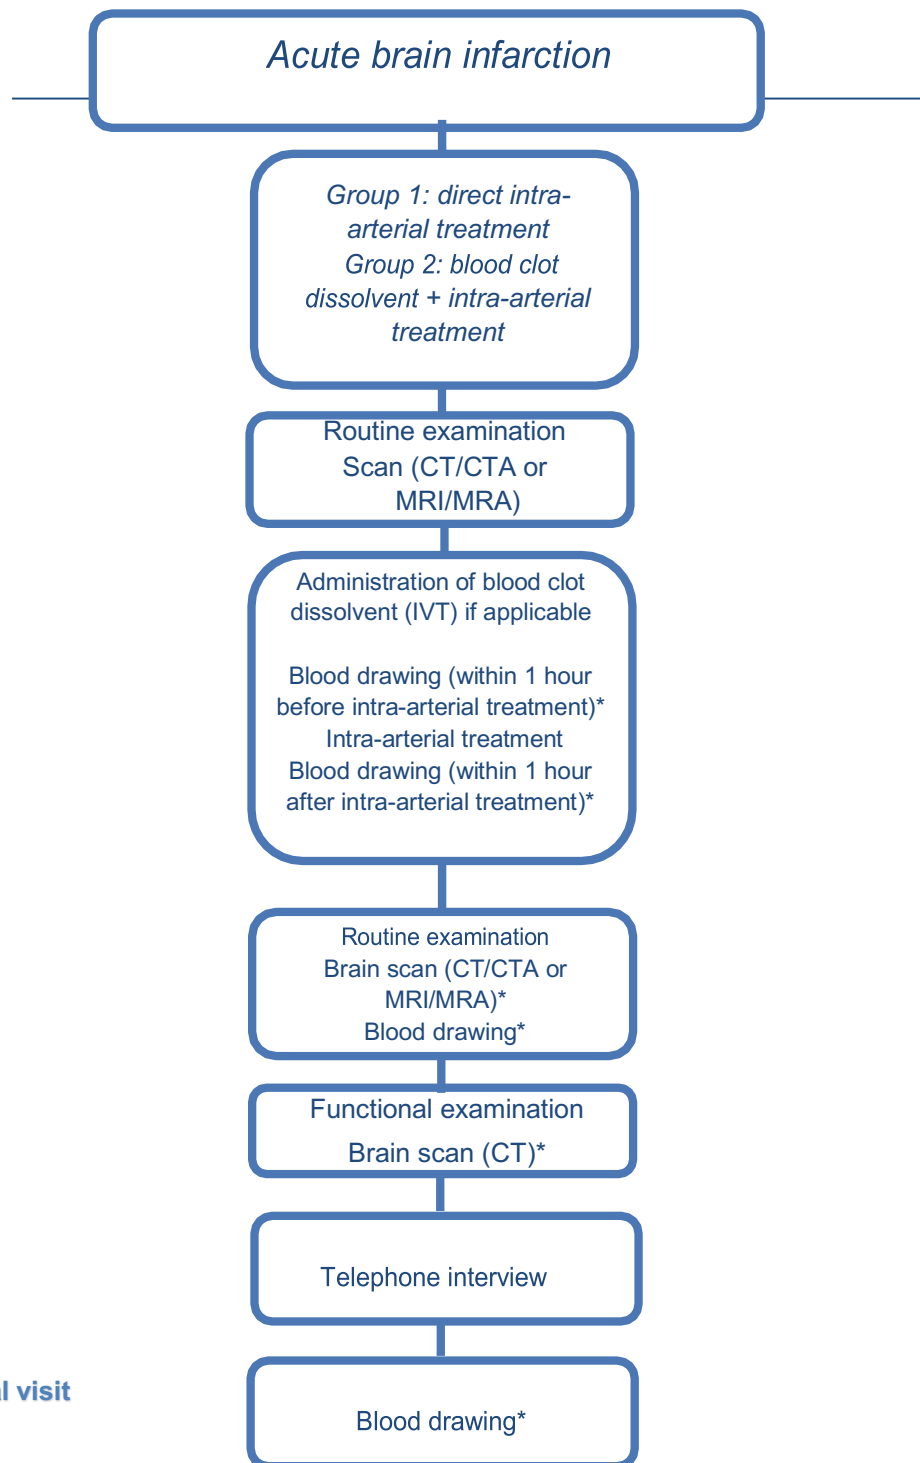 Acute brain infarction
Group 1: direct intra-
arterial treatment
Group 2: blood clot
dissolvent + intra-arterial
treatment
Routine examination
Scan (CT/CTA or
MRI/MRA)
Administration of blood clot
dissolvent (IVT) if applicable
Blood drawing (within 1 hour
before intra-arterial treatment)*
Intra-arterial treatment
Blood drawing (within 1 hour
after intra-arterial treatment)*
Routine examination
Brain scan (CT/CTA or
MRI/MRA)*
Blood drawing*
Functional examination
Brain scan (CT)*
Telephone interview
visit
Blood drawing*